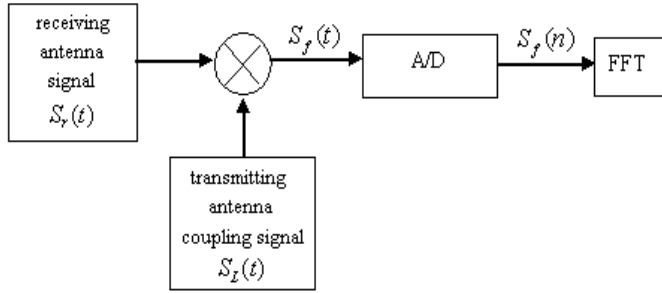 receiving
antenna
signal
S_r(t)
S_f(t)
A/D
S_f(n)
FFT
transmitting
antenna
coupling signal
S_L(t)